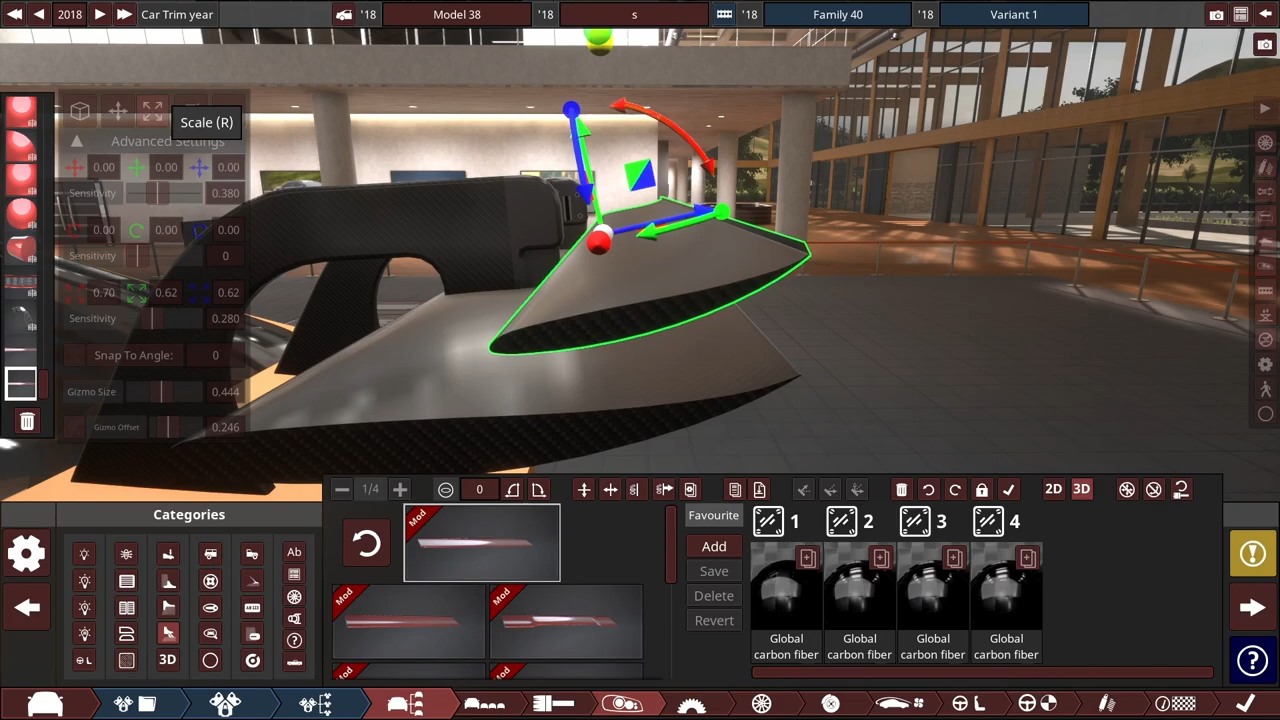 2018 Car Trim year '18 Model 38 '18 s '18 Family 40 '18 Variant 1
Scale (R)
Advanced Settings
0.00 0.00 0.00
Sensitivity 0.380
0.00 0.00 0.00
Sensitivity 0
0.70 0.62 0.62
Sensitivity 0.280
Snap To Angle: 0
Gizmo Size 0.444
Gizmo Offset 0.246
1/4 0 2D 3D
Categories
Ab
3D
Mod
Mod Mod
Mod Mod
Favourite
Add
Save
Delete
Revert
1 2 3 4
Global carbon fiber
Global carbon fiber
Global carbon fiber
Global carbon fiber